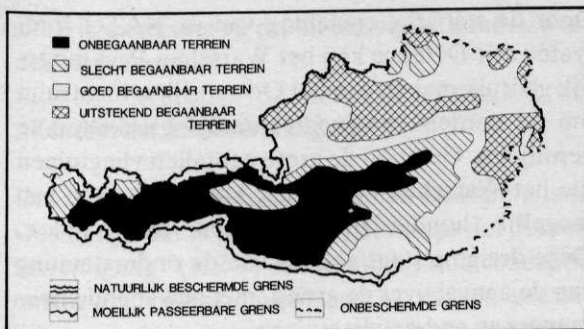 ONBEGAANBAAR TERREIN
SLECHT BEGAANBAAR TERREIN
GOED BEGAANBAAR TERREIN
UITSTEKEND BEGAANBAAR
TERREIN
NATUURLIJK BESCHERMDE GRENS
MOEILIJK PASSEERBARE GRENS
ONBESCHERMDE GRENS